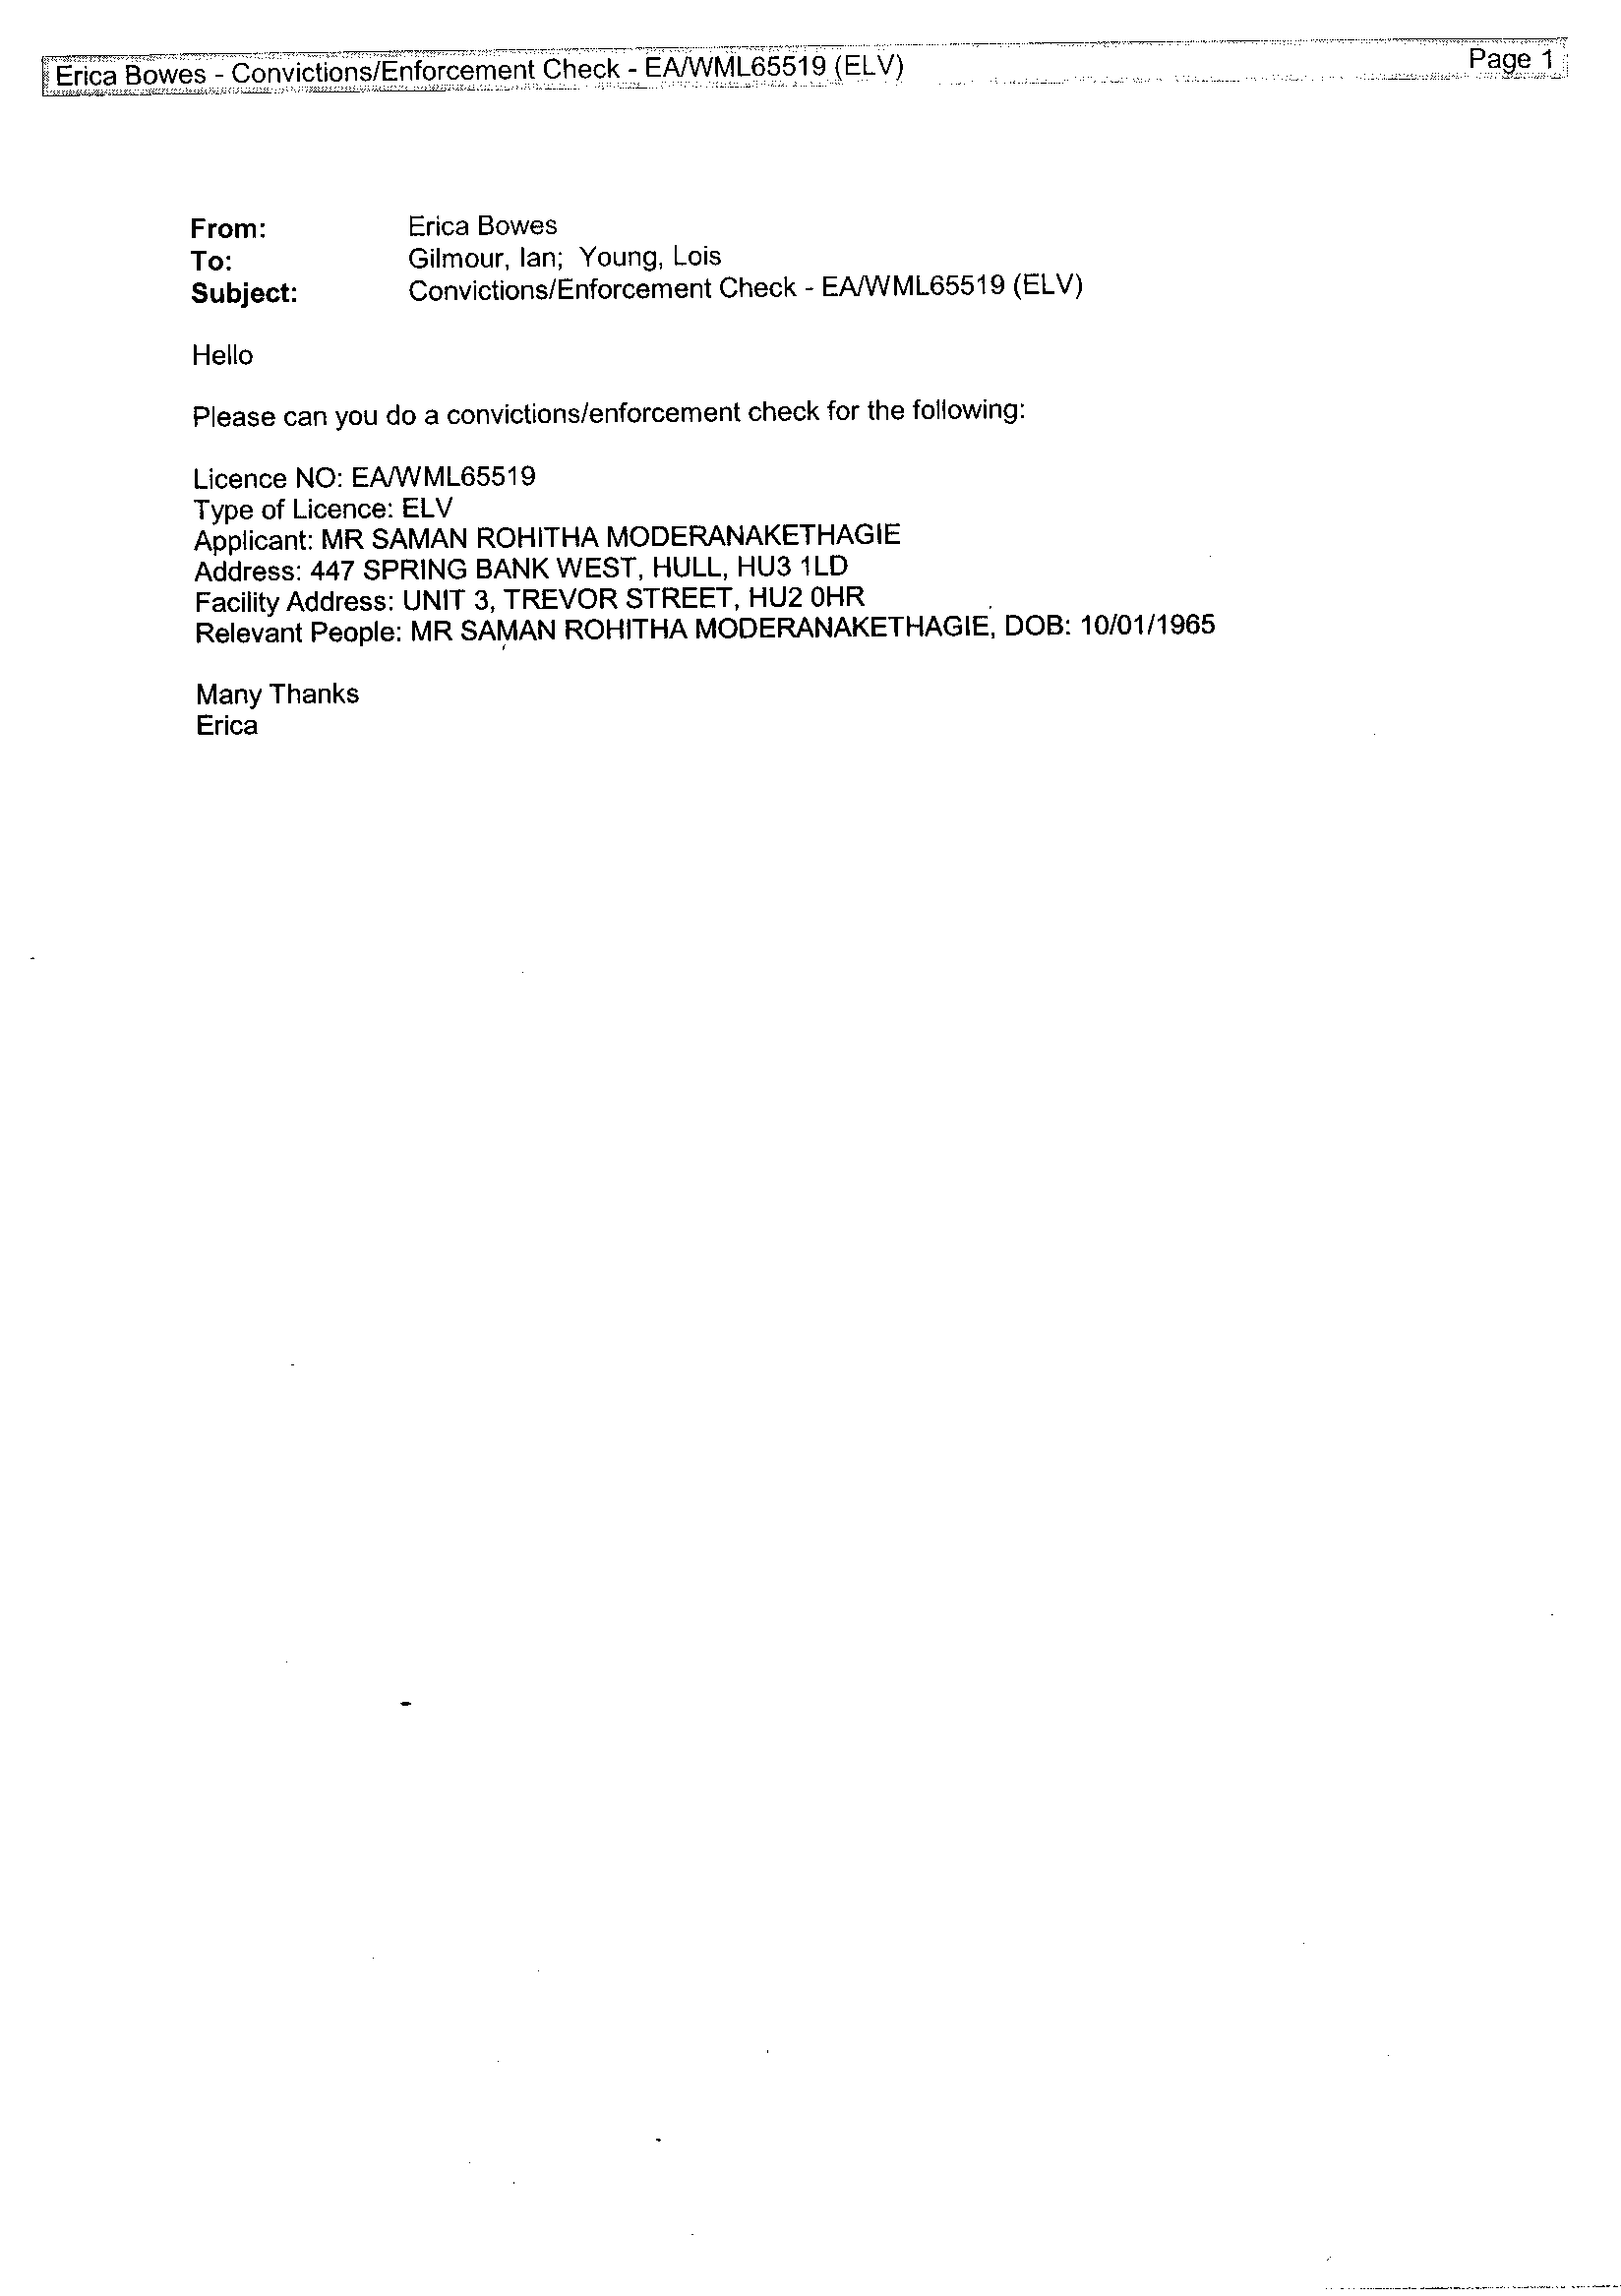 Erica Bowes - Convictions/Enforcement Check - EA/WML65519 (ELV) Page 1
From: Erica Bowes
To: Gilmour, Ian; Young, Lois
Subject: Convictions/Enforcement Check - EA/WML65519 (ELV)
Hello
Please can you do a convictions/enforcement check for the following:
Licence NO: EA/WML65519
Type of Licence: ELV
Applicant: MR SAMAN ROHITHA MODERANAKETHAGIE
Address: 447 SPRING BANK WEST, HULL, HU3 1LD
Facility Address: UNIT 3, TREVOR STREET, HU2 0HR
Relevant People: MR SAMAN ROHITHA MODERANAKETHAGIE, DOB: 10/01/1965
Many Thanks
Erica